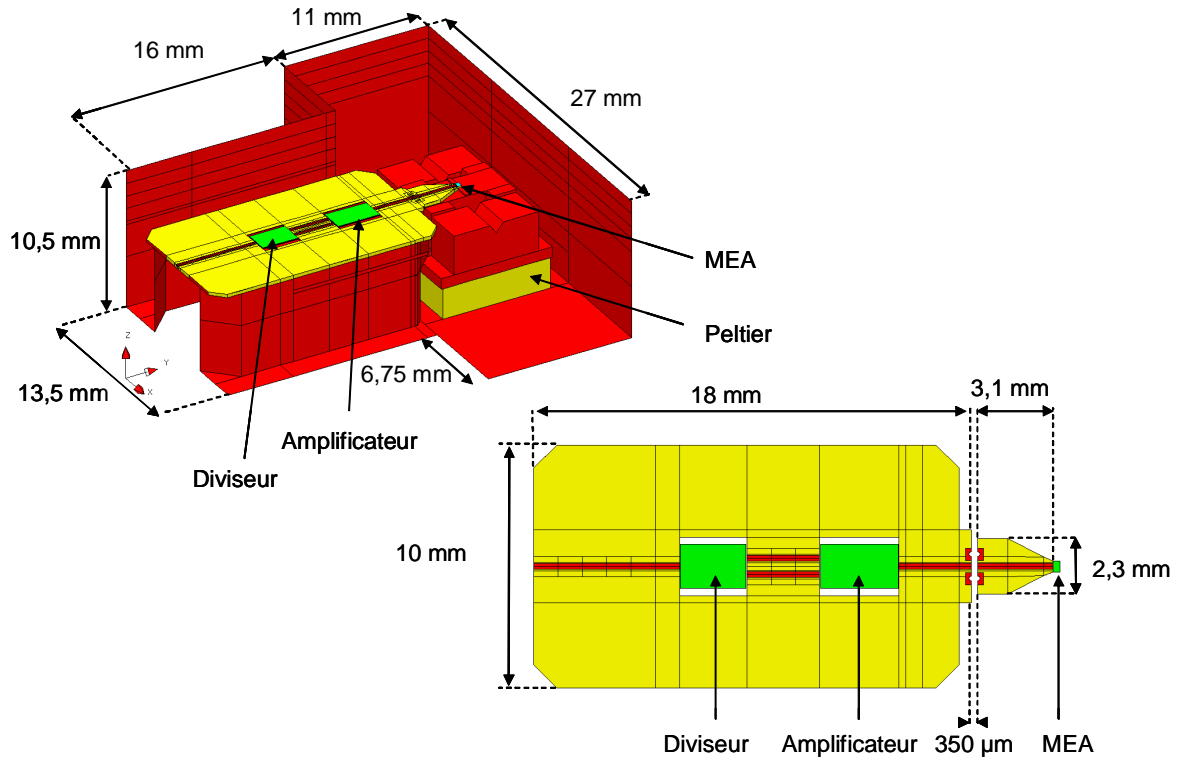 11 mm
16 mm
27 mm
10,5 mm
MEA
Peltier
Z
Y
X
13,5 mm
6,75 mm
Amplificateur
Diviseur
18 mm
3,1 mm
10 mm
2,3 mm
Diviseur
Amplificateur
350 µm
MEA